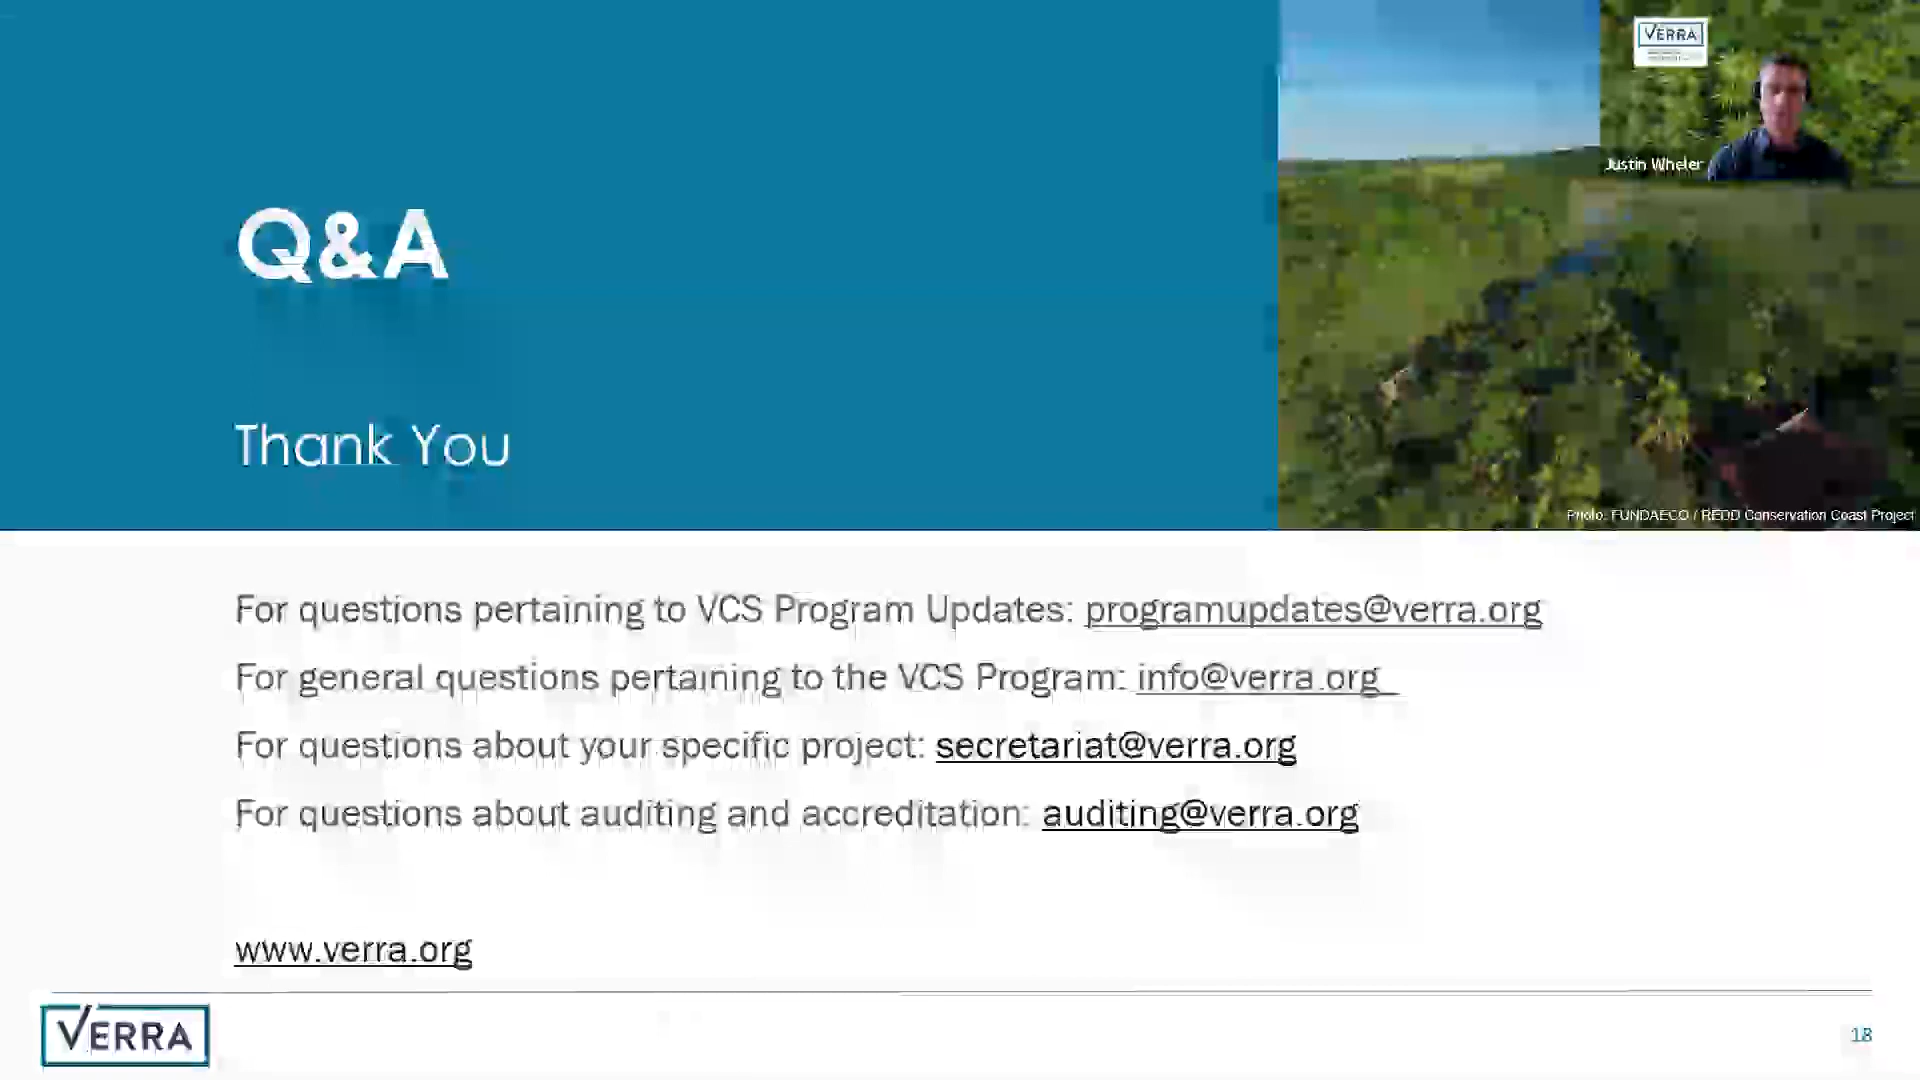 VERRA
Justin Wheler
Q&A
Thank You
Photo: FUNDAECO / REDD Conservation Coast Project
For questions pertaining to VCS Program Updates: programupdates@verra.org
For general questions pertaining to the VCS Program: info@verra.org
For questions about your specific project: secretariat@verra.org
For questions about auditing and accreditation: auditing@verra.org
www.verra.org
VERRA
18